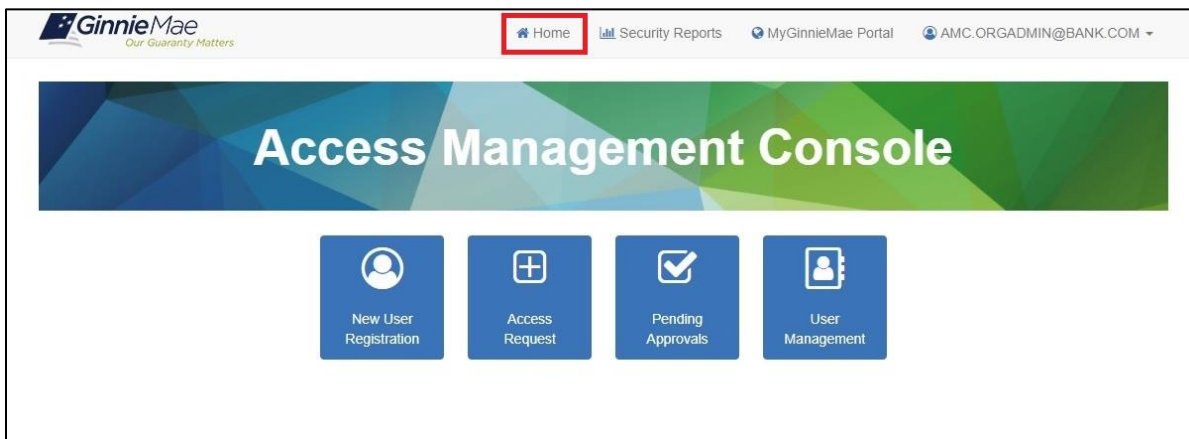 GinnieMae
Our Guaranty Matters
Home
Security Reports
MyGinnieMae Portal
AMC.ORGADMIN@BANK.COM
Access Management Console
New User
Registration
Access
Request
Pending
Approvals
User
Management